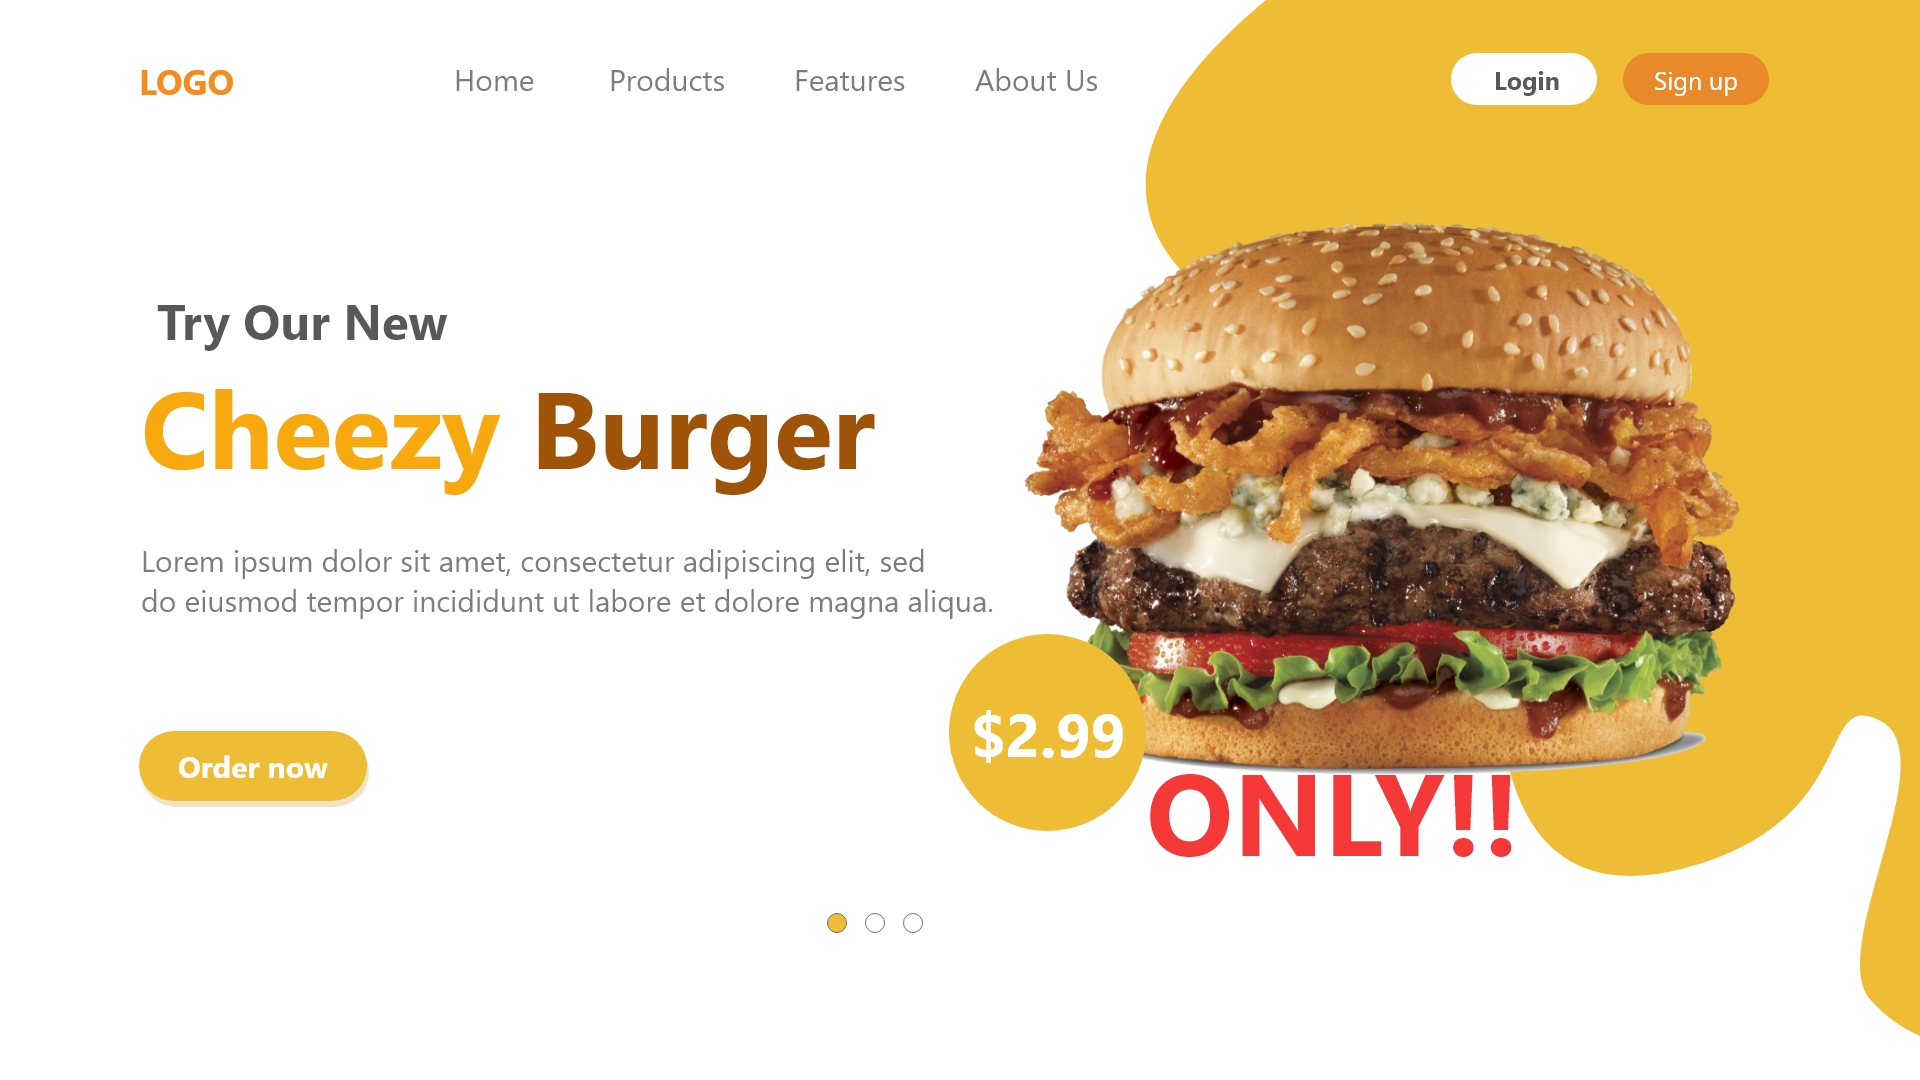 LOGO Home Products Features About Us Login Sign up
Try Our New
Cheezy Burger
Lorem ipsum dolor sit amet, consectetur adipiscing elit, sed
do eiusmod tempor incididunt ut labore et dolore magna aliqua.
$2.99
Order now
ONLY!!